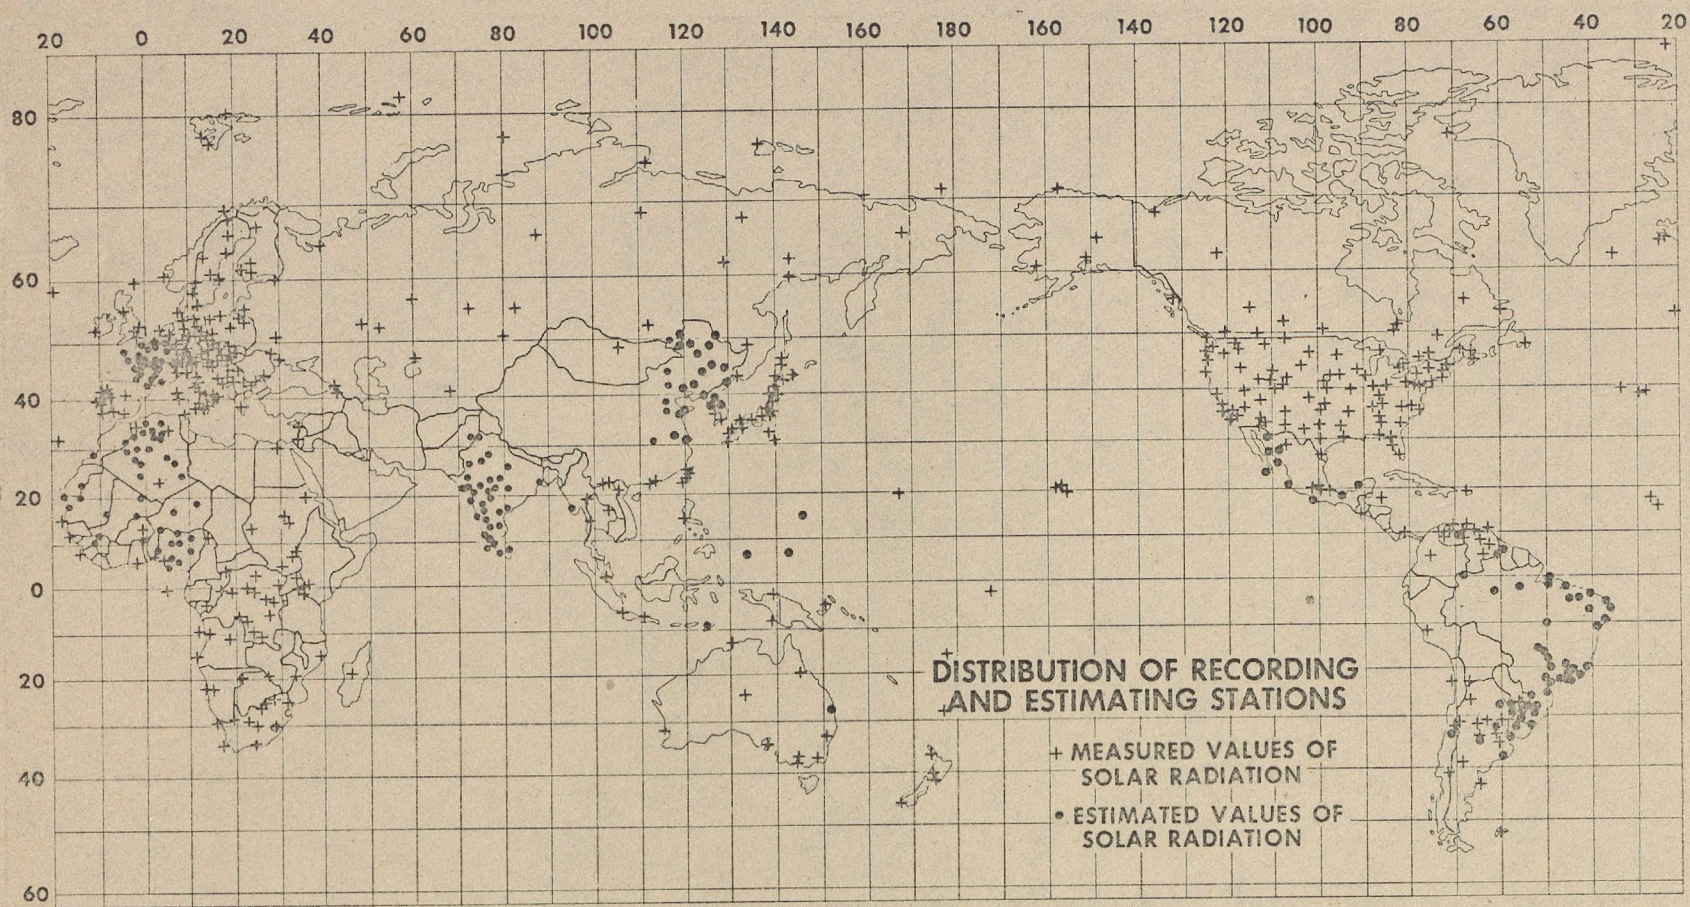 20 0 20 40 60 80 100 120 140 160 180 160 140 120 100 80 60 40 20
80
60
40
20
0
20
40
60
DISTRIBUTION OF RECORDING
AND ESTIMATING STATIONS
+ MEASURED VALUES OF
SOLAR RADIATION
• ESTIMATED VALUES OF
SOLAR RADIATION